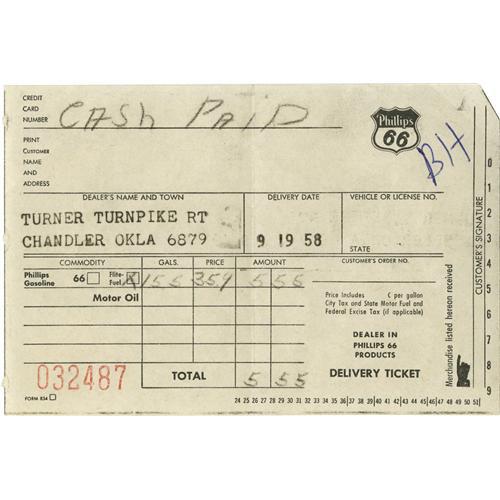 CREDIT
CARD
NUMBER CASh PAID
PRINT
CUSTOMER
NAME
AND
ADDRESS
Phillips
66
BH
DEALER'S NAME AND TOWN DELIVERY DATE VEHICLE OR LICENSE NO.
TURNER TURNPIKE RT
CHANDLER OKLA 6879 9 19 58 STATE
COMMODITY GALS. PRICE AMOUNT CUSTOMER'S ORDER NO.
Phillips Gasoline 66 Flite-Fuel X 155 359 5 55
Motor Oil
Price Includes ¢ per gallon
City Tax and State Motor Fuel and
Federal Excise Tax (if applicable)
DEALER IN
PHILLIPS 66
PRODUCTS
032487 TOTAL 5 55 DELIVERY TICKET
FORM 854
24 25 26 27 28 29 30 31 32 33 34 35 36 37 38 39 40 41 42 43 44 45 46 47 48 49 50 51
Merchandise listed hereon received
CUSTOMER'S SIGNATURE
0
1
2
3
4
5
6
7
8
9